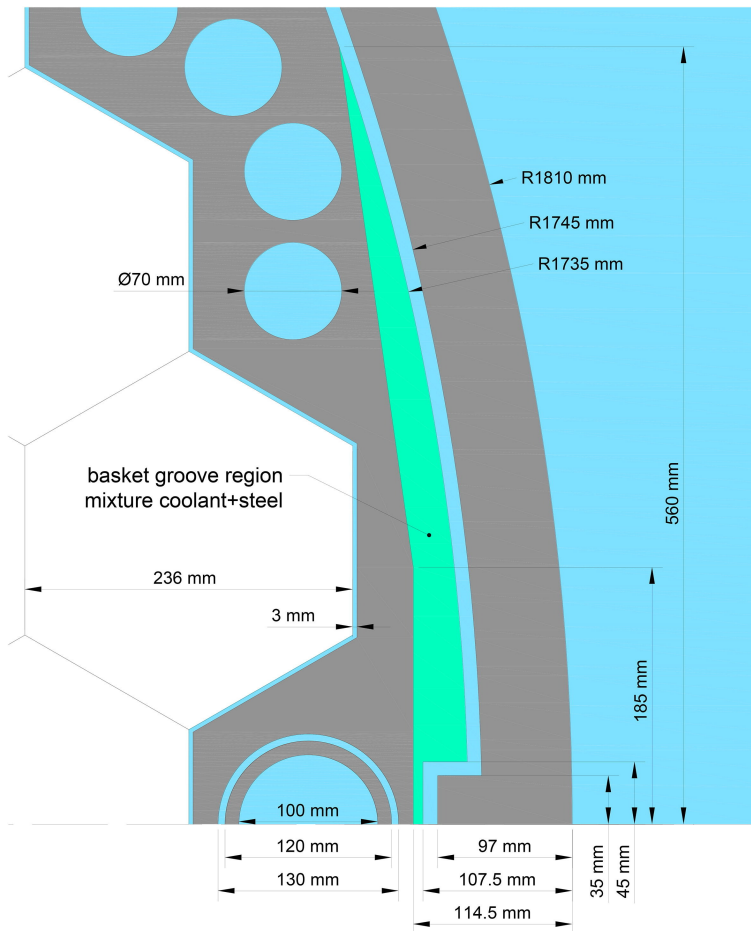 R1810 mm
R1745 mm
R1735 mm
Ø70 mm
basket groove region
mixture coolant+steel
560 mm
236 mm
3 mm
185 mm
100 mm
97 mm
35 mm
45 mm
120 mm
107.5 mm
130 mm
114.5 mm